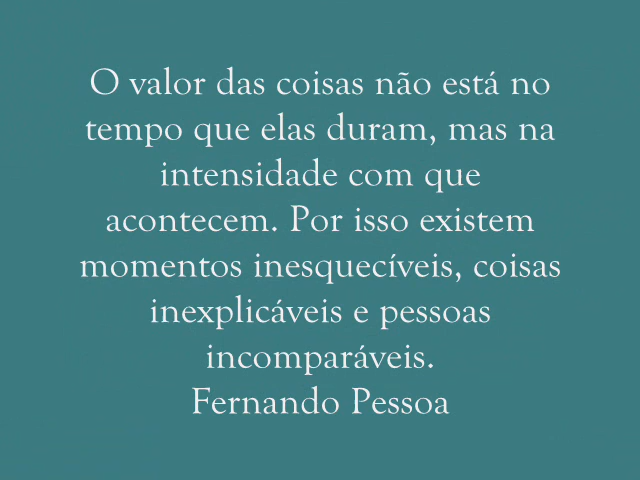 O valor das coisas não está no
tempo que elas duram, mas na
intensidade com que
acontecem. Por isso existem
momentos inesquecíveis, coisas
inexplicáveis e pessoas
incomparáveis.
Fernando Pessoa